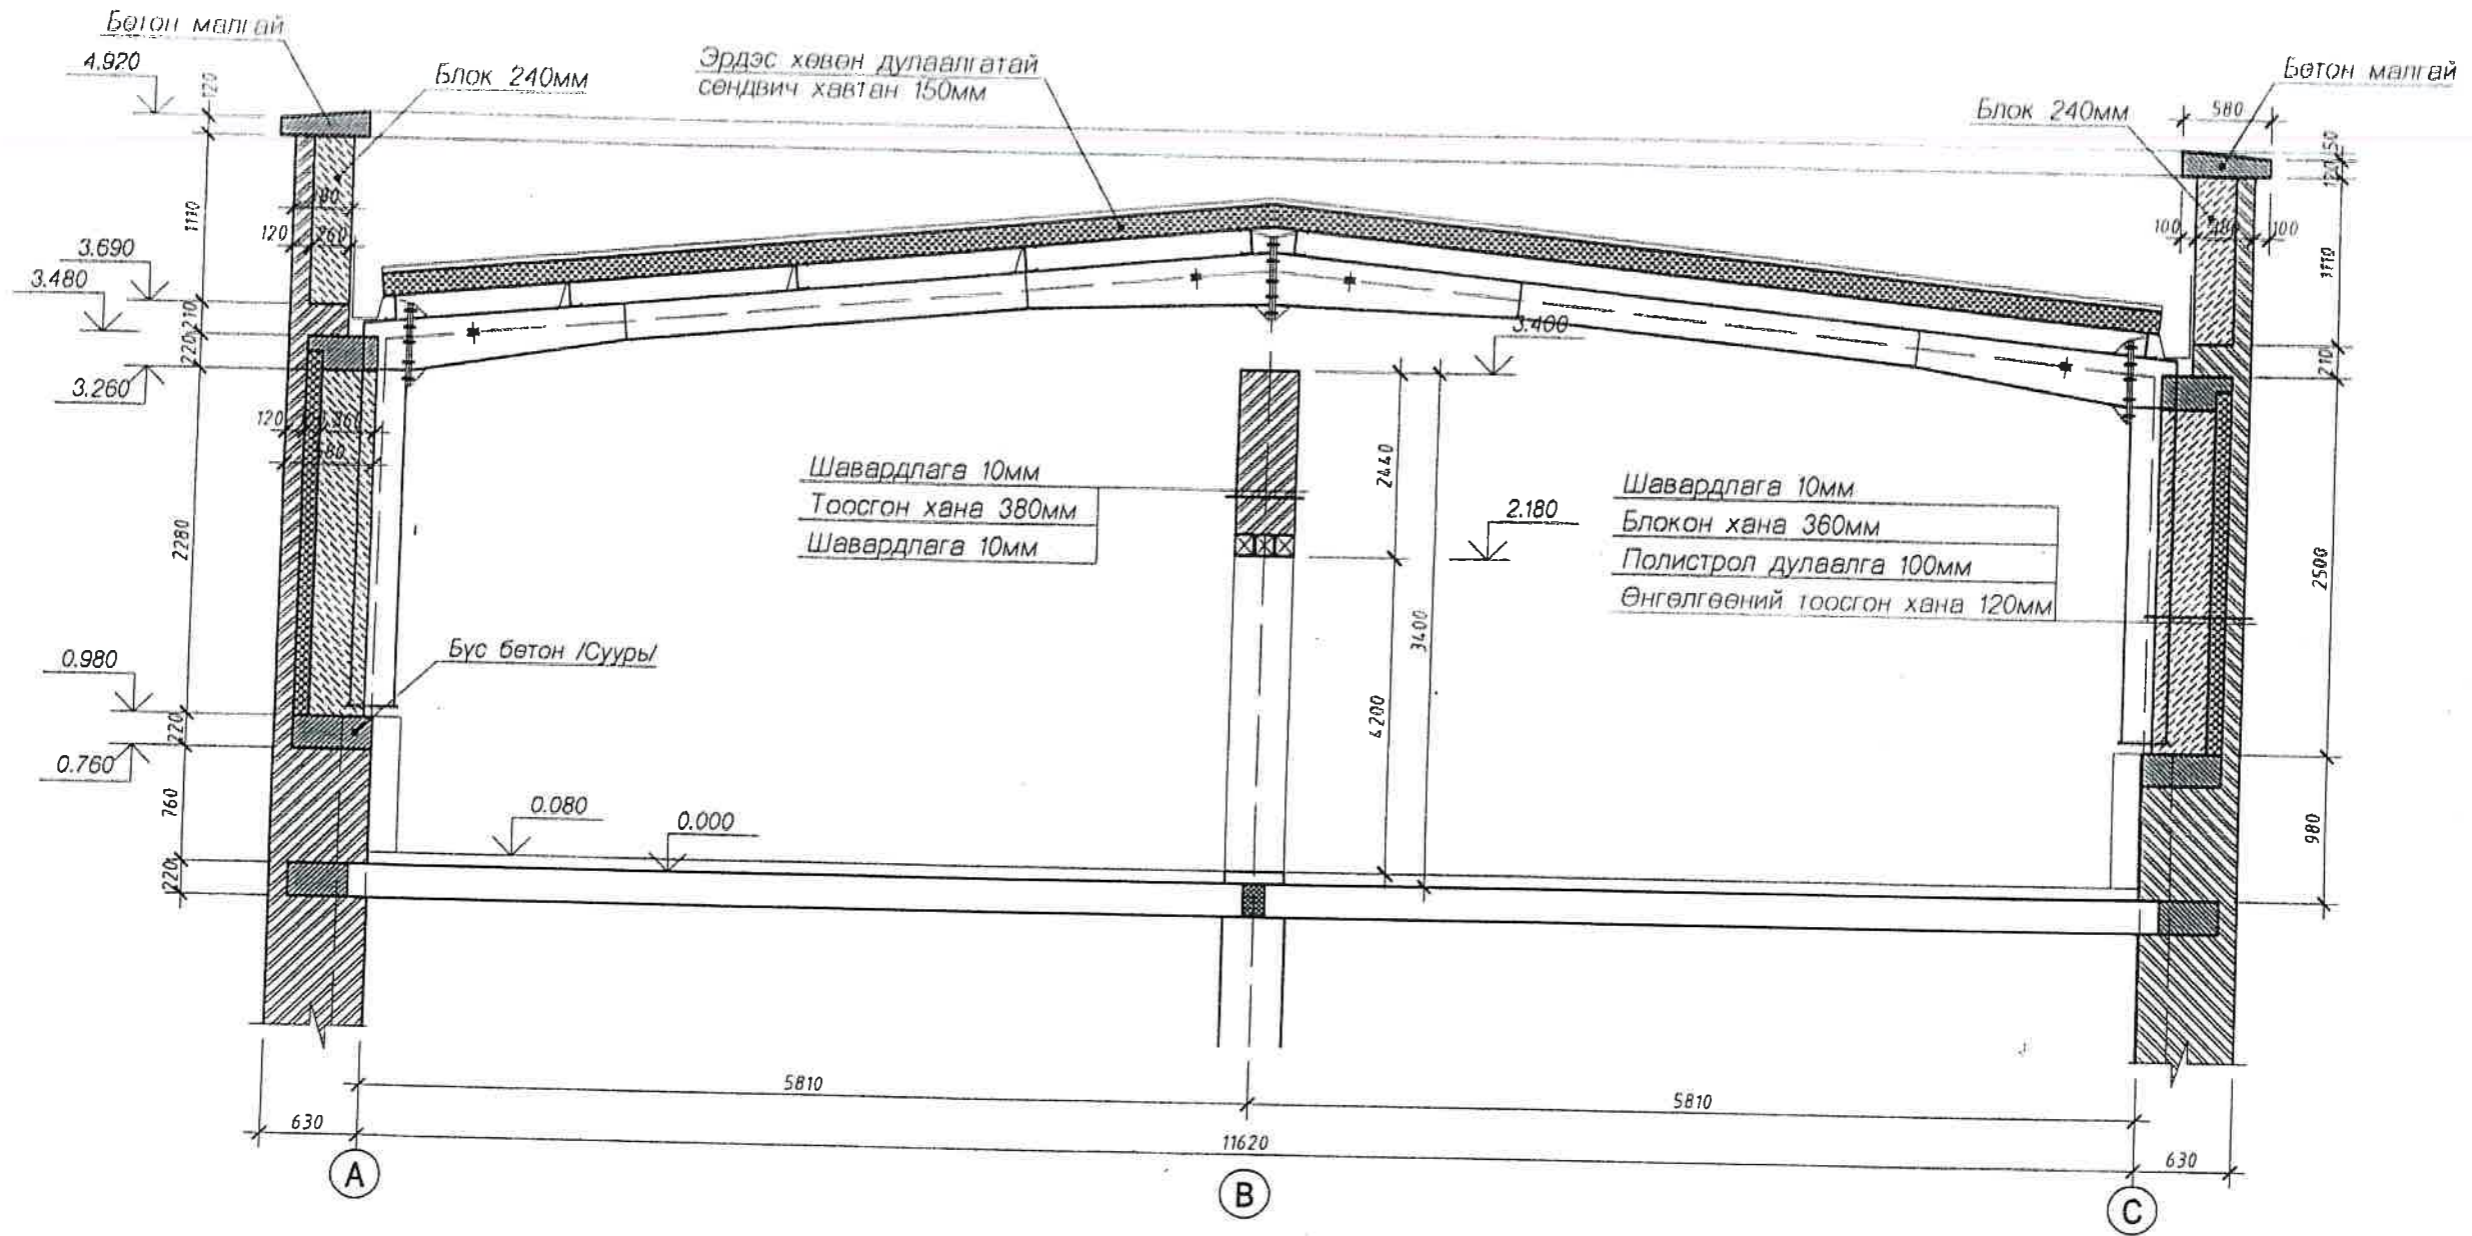 Бетон малгай
4.920
Блок 240мм
Эрдэс хөвөн дулаалгатай
сендвич хавтан 150мм
Бетон малгай
Блок 240мм
580
120
50
120
1110
120
100
100
1110
3.690
3.480
210
220
3.260
3.400
210
120
2280
2440
3400
4200
2.180
2500
Шавардлага 10мм
Тоосгон хана 380мм
Шавардлага 10мм
Шавардлага 10мм
Блокон хана 360мм
Полистрол дулаалга 100мм
Өнгөлгөөний тоосгон хана 120мм
Бүс бетон /Суурь/
0.980
220
0.760
760
220
0.080
0.000
980
5810
5810
630
11620
630
A
B
C